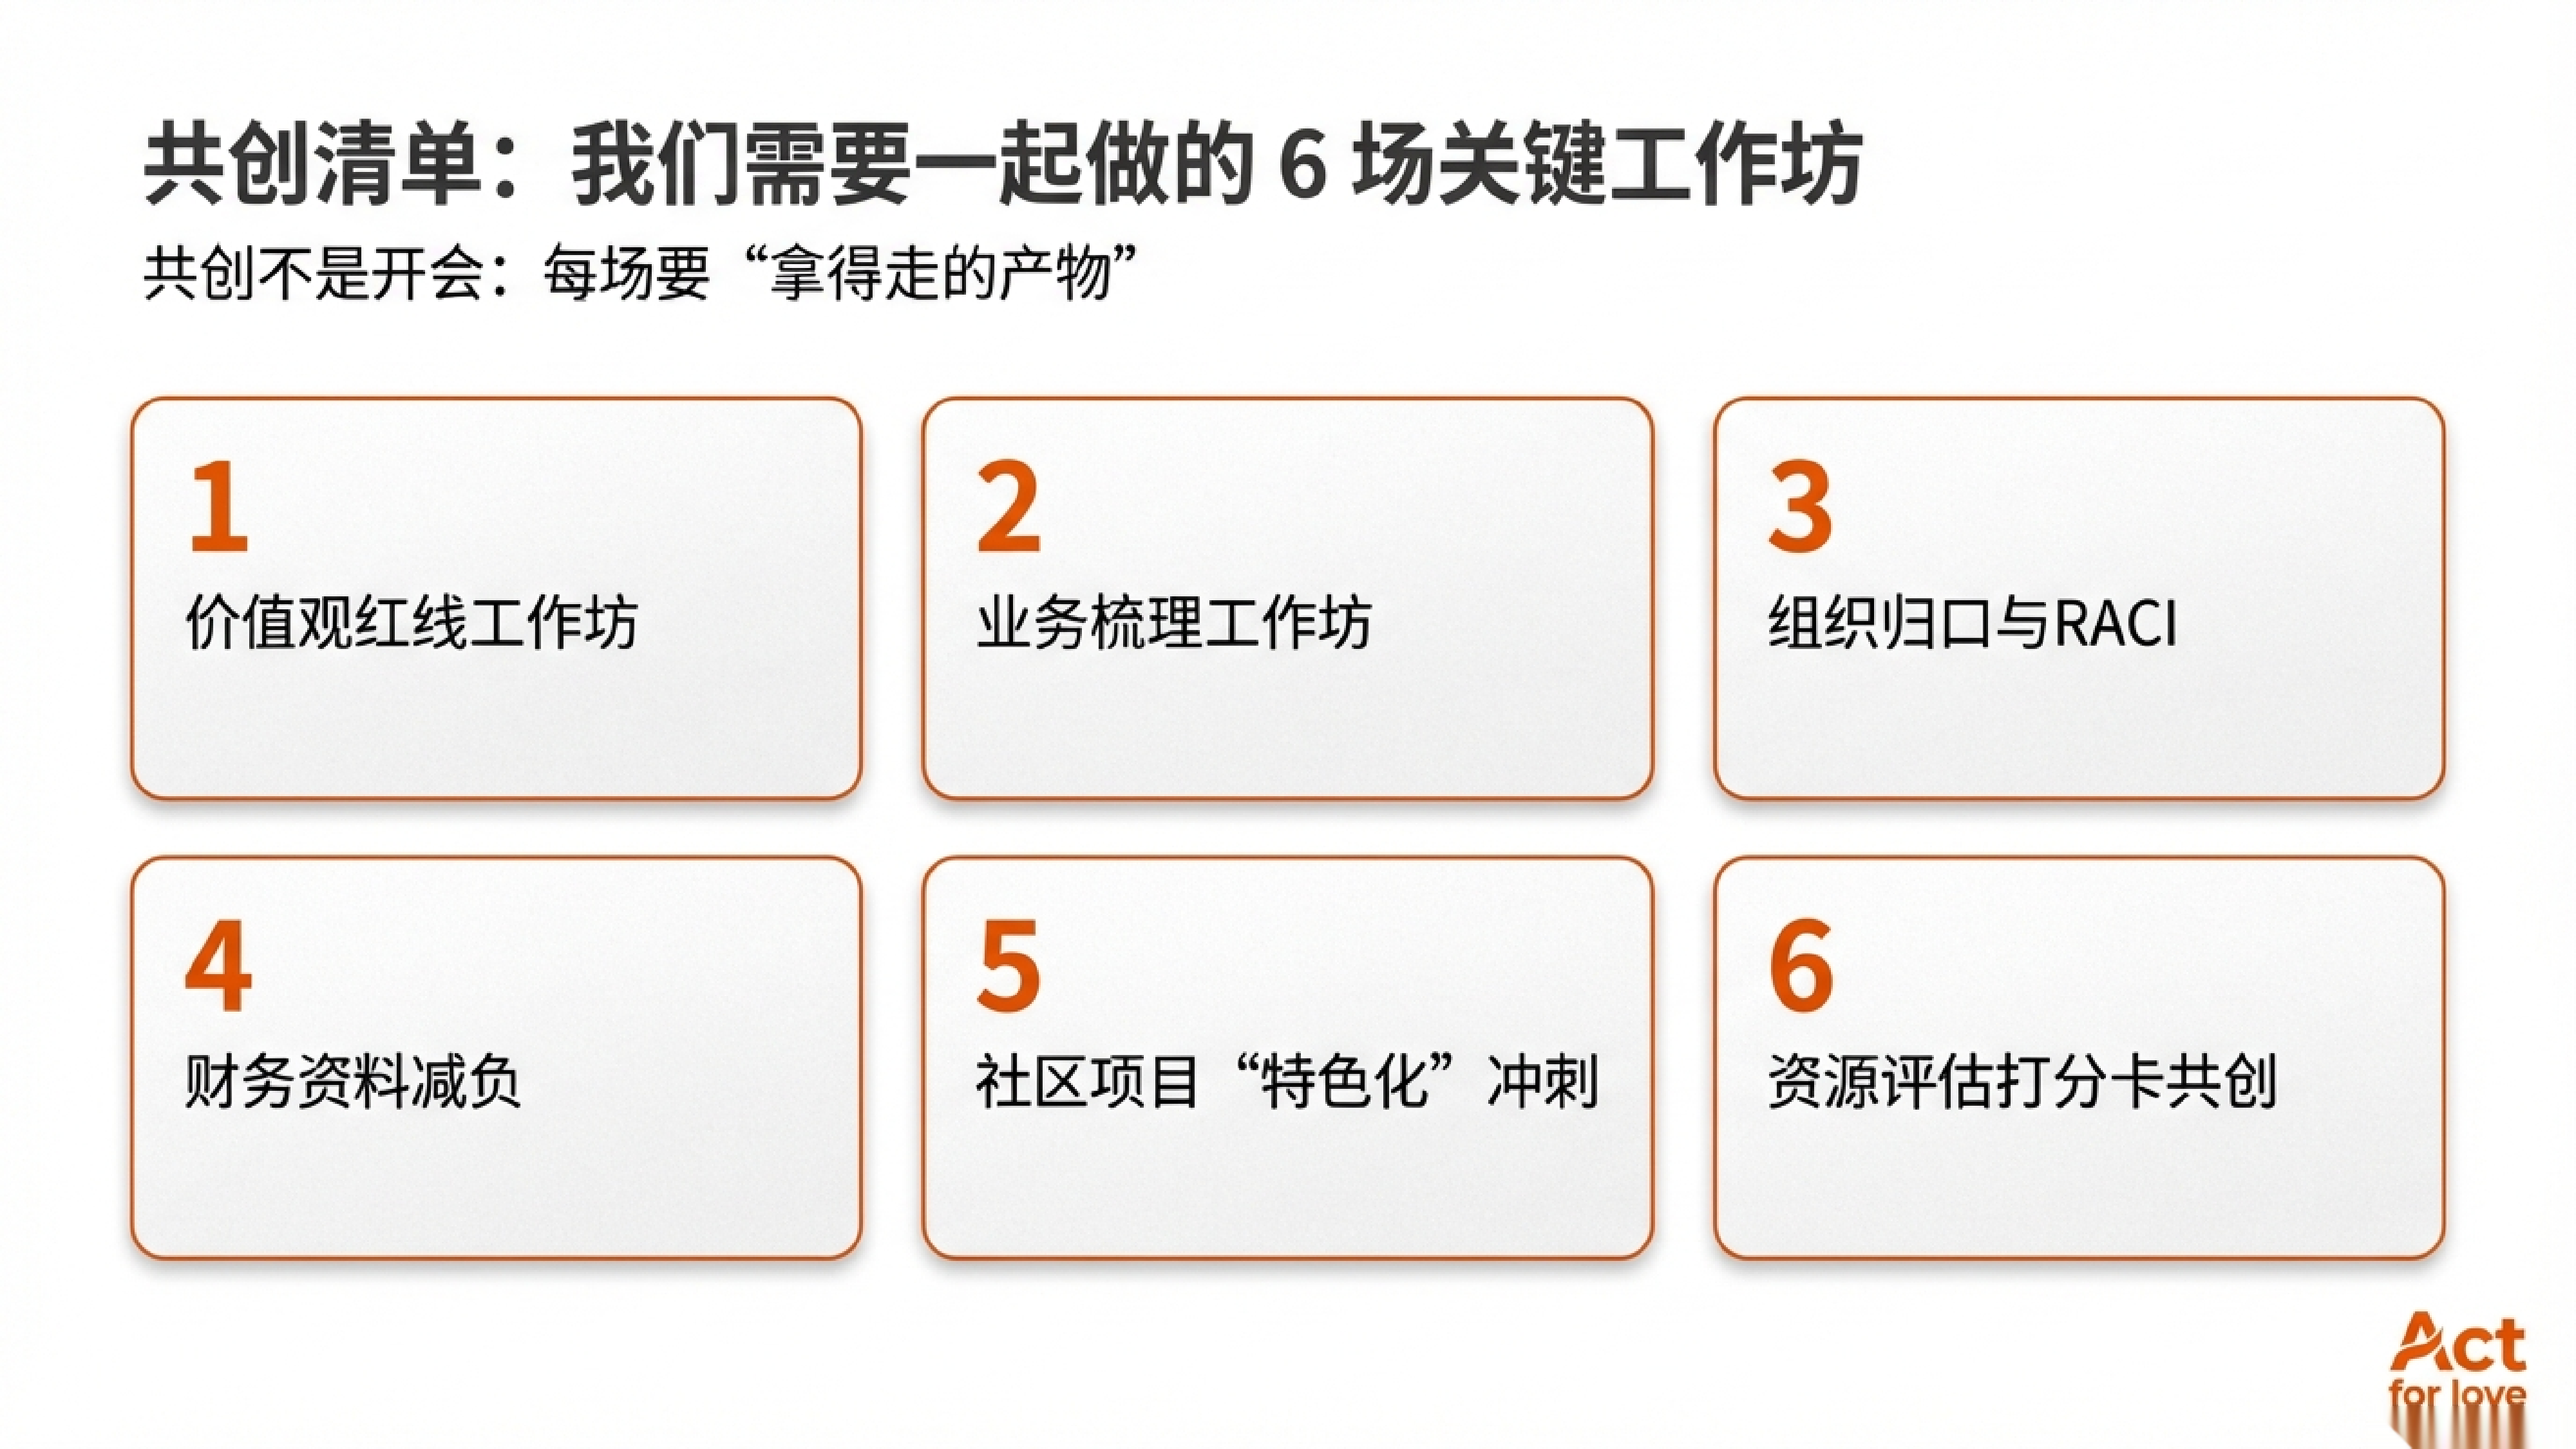 共创清单：我们需要一起做的 6 场关键工作坊
共创不是开会：每场要“拿得走的产物”
1
价值观红线工作坊
2
业务梳理工作坊
3
组织归口与RACI
4
财务资料减负
5
社区项目“特色化”冲刺
6
资源评估打分卡共创
Act
for love